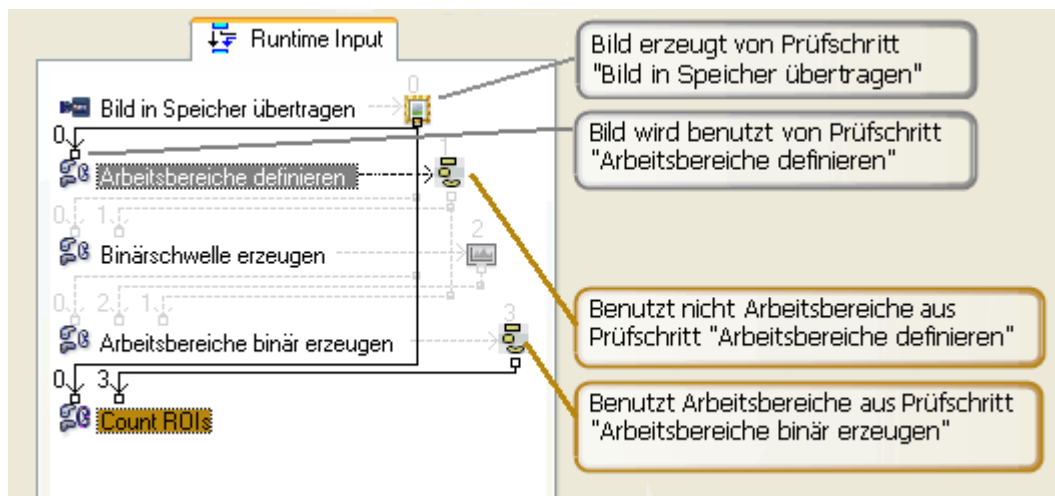 Runtime Input
Bild erzeugt von Prüfschritt
"Bild in Speicher übertragen"
0
Bild in Speicher übertragen
Bild wird benutzt von Prüfschritt
"Arbeitsbereiche definieren"
0
1
Arbeitsbereiche definieren
0 1
2
Binärschwelle erzeugen
Benutzt nicht Arbeitsbereiche aus
Prüfschritt "Arbeitsbereiche definieren"
0 2 1
3
Arbeitsbereiche binär erzeugen
0 3
Count ROIs
Benutzt Arbeitsbereiche aus Prüfschritt
"Arbeitsbereiche binär erzeugen"